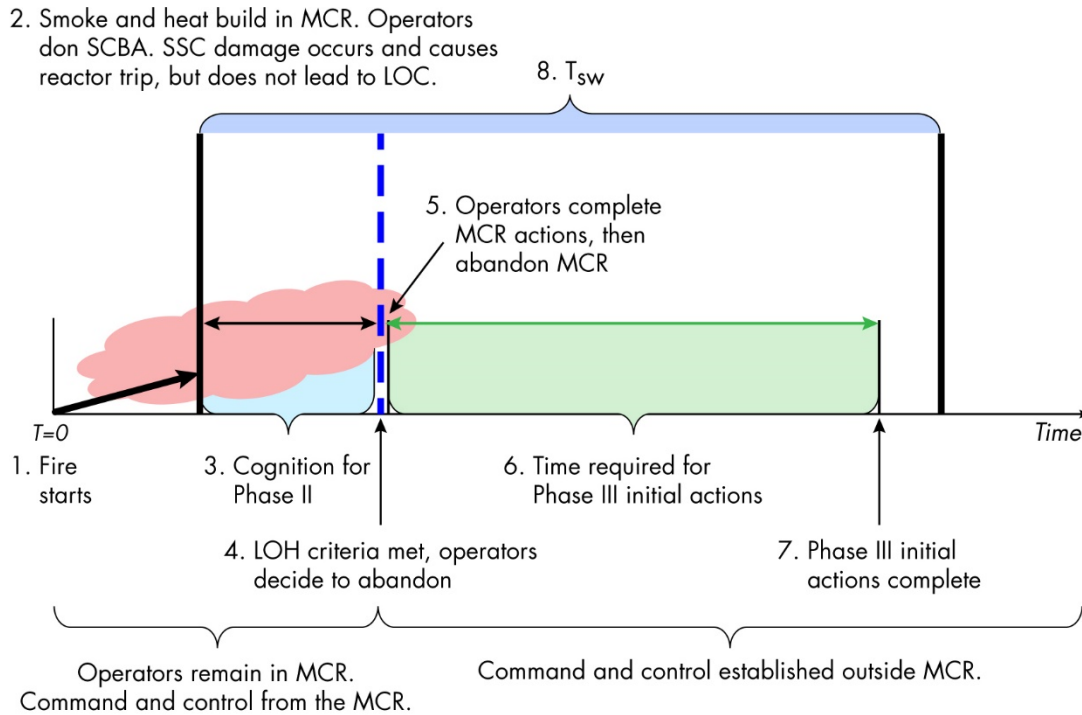 2. Smoke and heat build in MCR. Operators
don SCBA. SSC damage occurs and causes
reactor trip, but does not lead to LOC.
8. Tsw
5. Operators complete
MCR actions, then
abandon MCR
T=0
Time
1. Fire
starts
3. Cognition for
Phase II
6. Time required for
Phase III initial actions
4. LOH criteria met, operators
decide to abandon
7. Phase III initial
actions complete
Operators remain in MCR.
Command and control from the MCR.
Command and control established outside MCR.